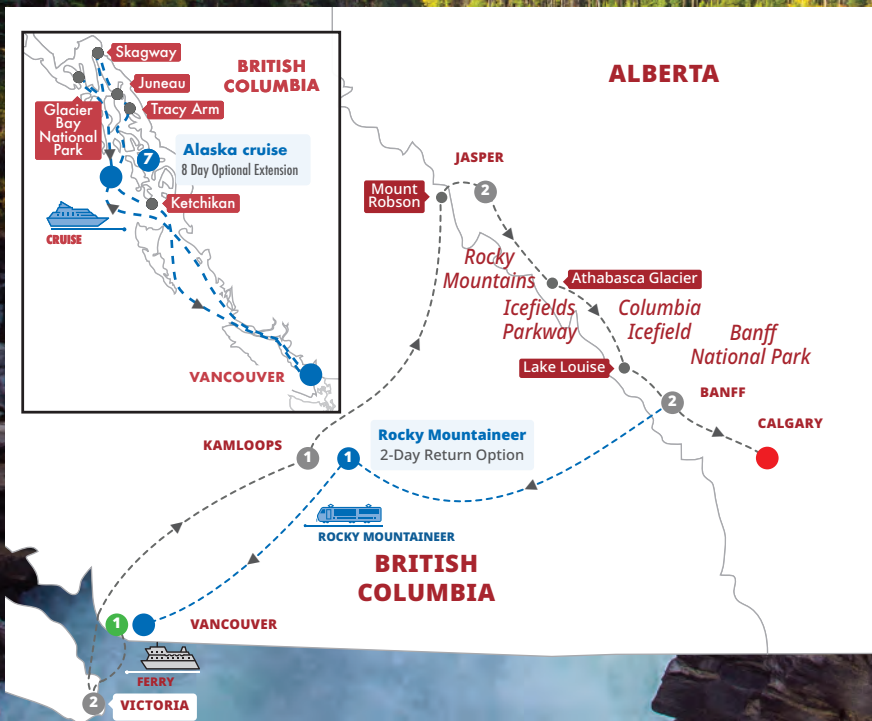 Skagway
BRITISH
COLUMBIA
Juneau
Tracy Arm
Glacier
Bay
National
Park
7
Alaska cruise
8 Day Optional Extension
Ketchikan
CRUISE
VANCOUVER
ALBERTA
JASPER
2
Mount
Robson
Rocky
Mountains
Athabasca Glacier
Icefields
Parkway
Columbia
Icefield
Banff
National Park
Lake Louise
2
BANFF
CALGARY
KAMLOOPS
1
1
Rocky Mountaineer
2-Day Return Option
ROCKY MOUNTAINEER
BRITISH
COLUMBIA
1
VANCOUVER
FERRY
2
VICTORIA